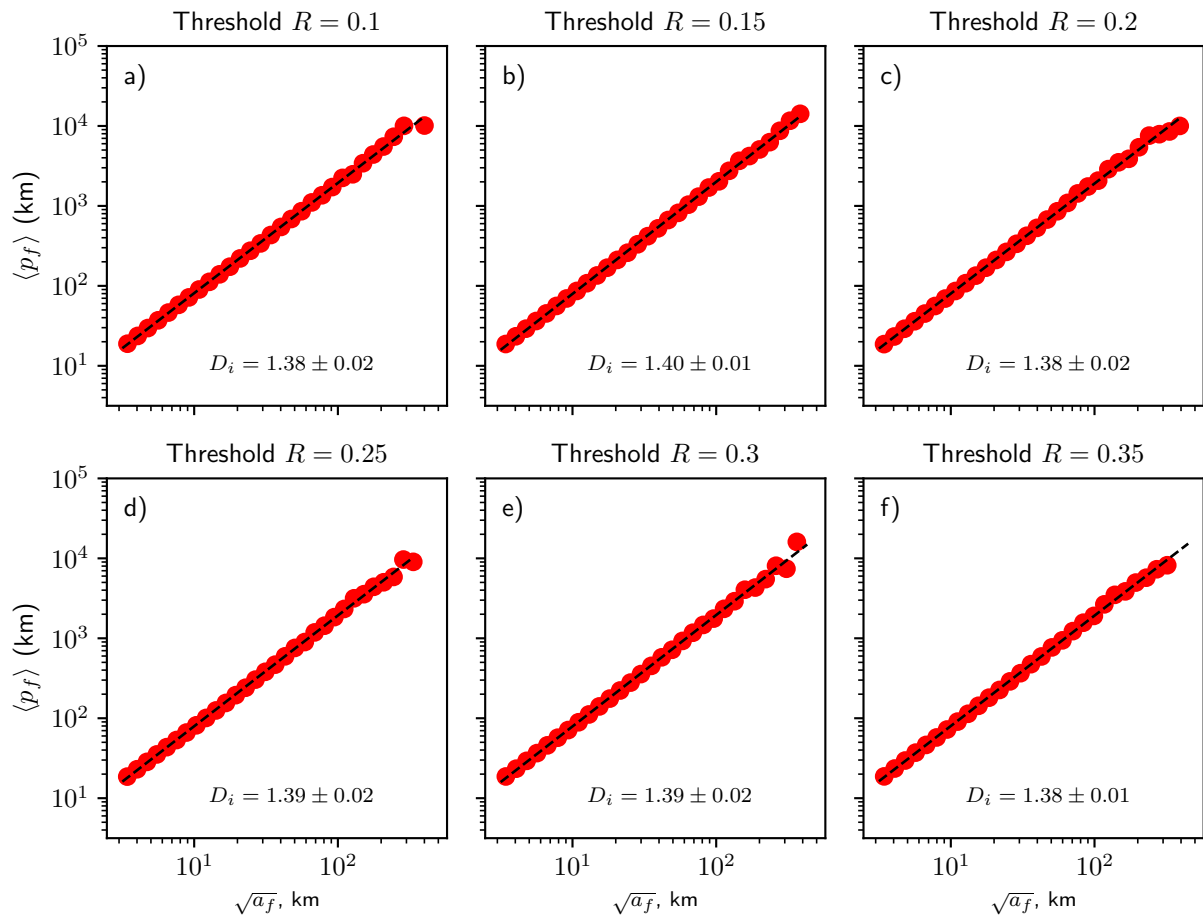 Threshold R = 0.1
Threshold R = 0.15
Threshold R = 0.2
a)
b)
c)
10^5
10^4
10^3
10^2
10^1
⟨p_f⟩ (km)
D_i = 1.38 ± 0.02
D_i = 1.40 ± 0.01
D_i = 1.38 ± 0.02
Threshold R = 0.25
Threshold R = 0.3
Threshold R = 0.35
d)
e)
f)
10^5
10^4
10^3
10^2
10^1
⟨p_f⟩ (km)
D_i = 1.39 ± 0.02
D_i = 1.39 ± 0.02
D_i = 1.38 ± 0.01
10^1 10^2
10^1 10^2
10^1 10^2
√a_f, km
√a_f, km
√a_f, km